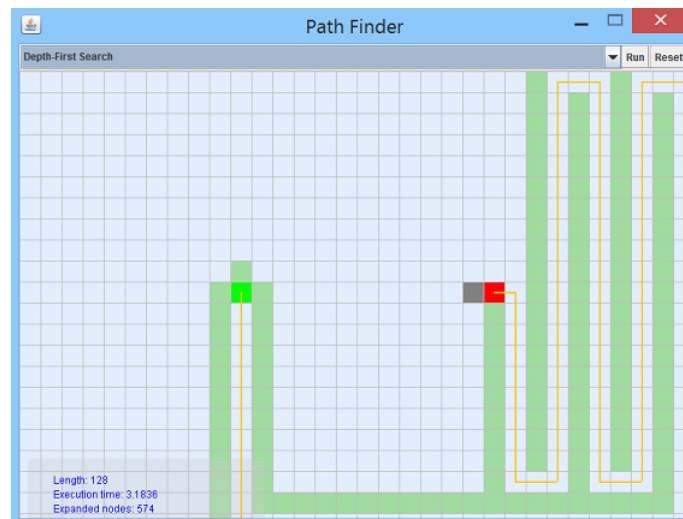 Path Finder
Depth-First Search
Run
Reset
Length: 128
Execution time: 3.1836
Expanded nodes: 574